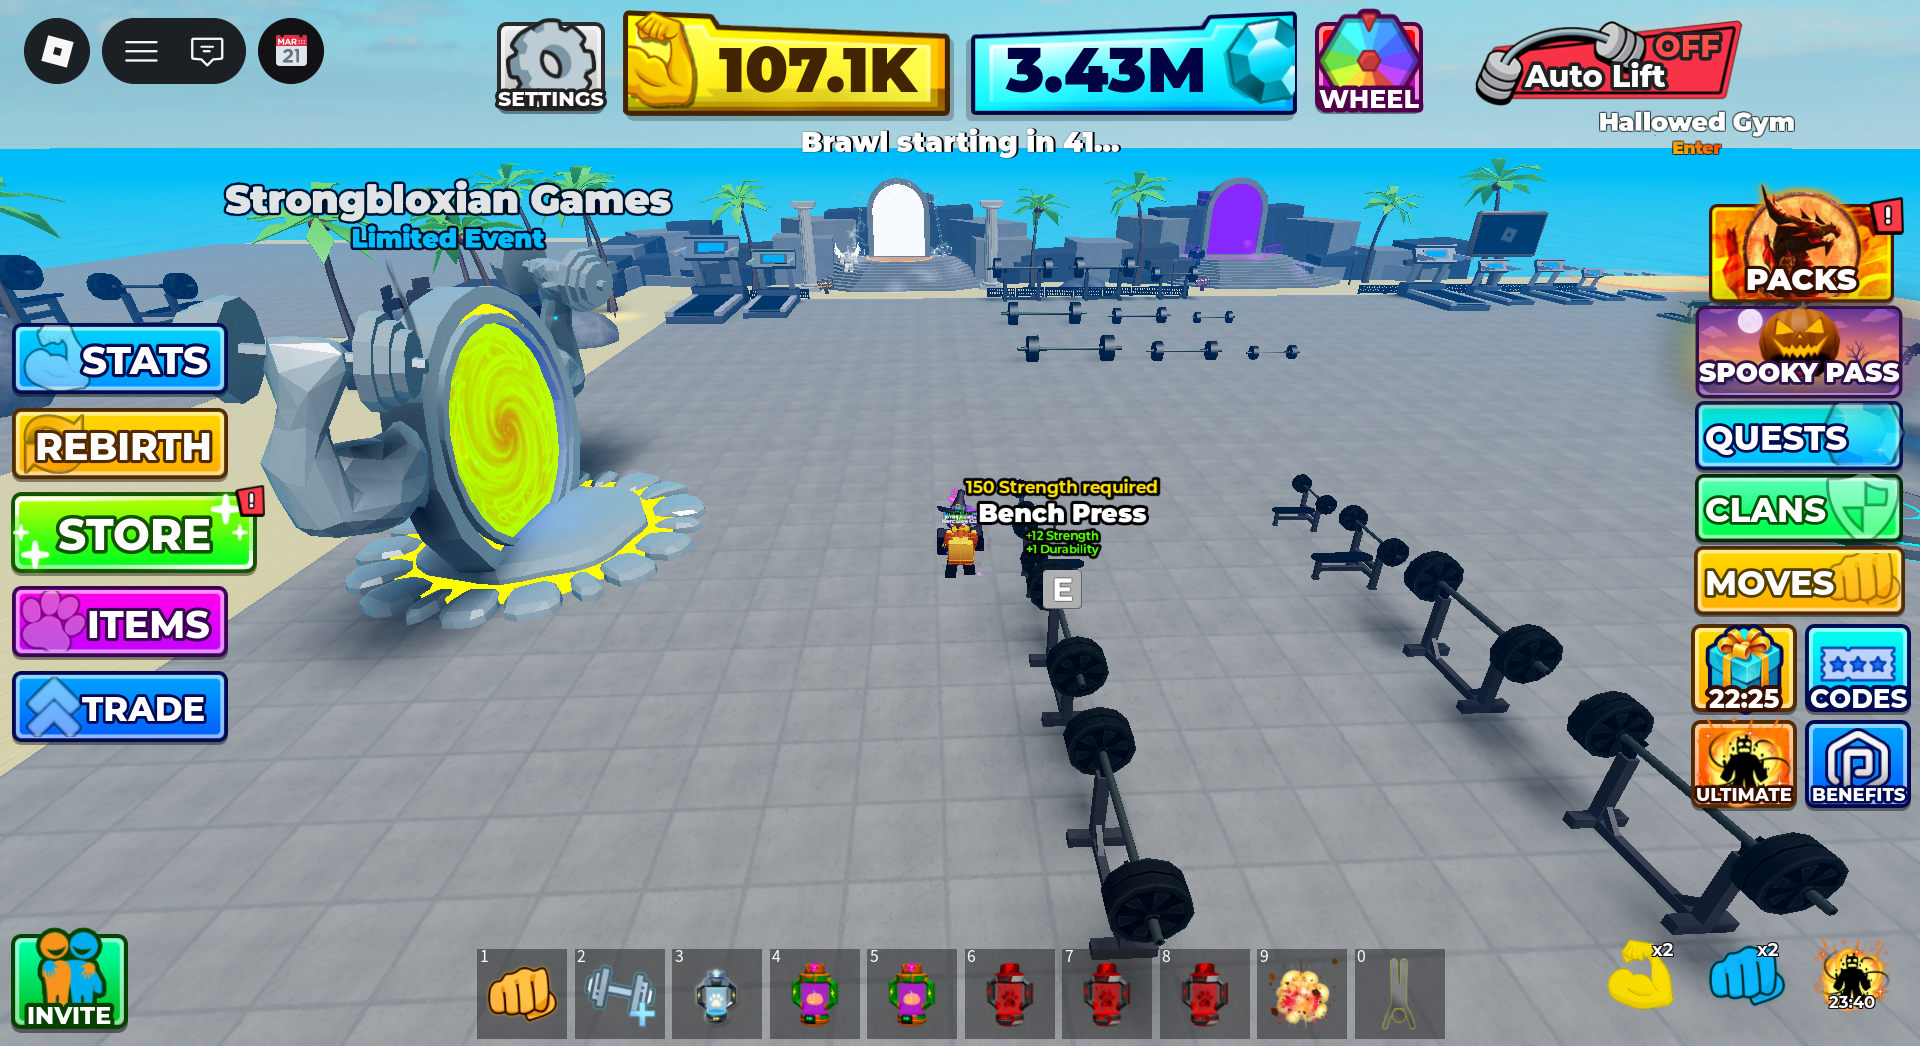 MAR
21
SETTINGS
107.1K
3.43M
WHEEL
OFF
Auto Lift
Hallowed Gym
Enter
Brawl starting in 41...
Strongbloxian Games
Limited Event
!
PACKS
SPOOKY PASS
STATS
REBIRTH
!
STORE
ITEMS
TRADE
QUESTS
CLANS
MOVES
22:25
CODES
ULTIMATE
BENEFITS
150 Strength required
Bench Press
+12 Strength
+1 Durability
E
INVITE
1
2
3
4
5
6
7
8
9
0
x2
x2
23:40